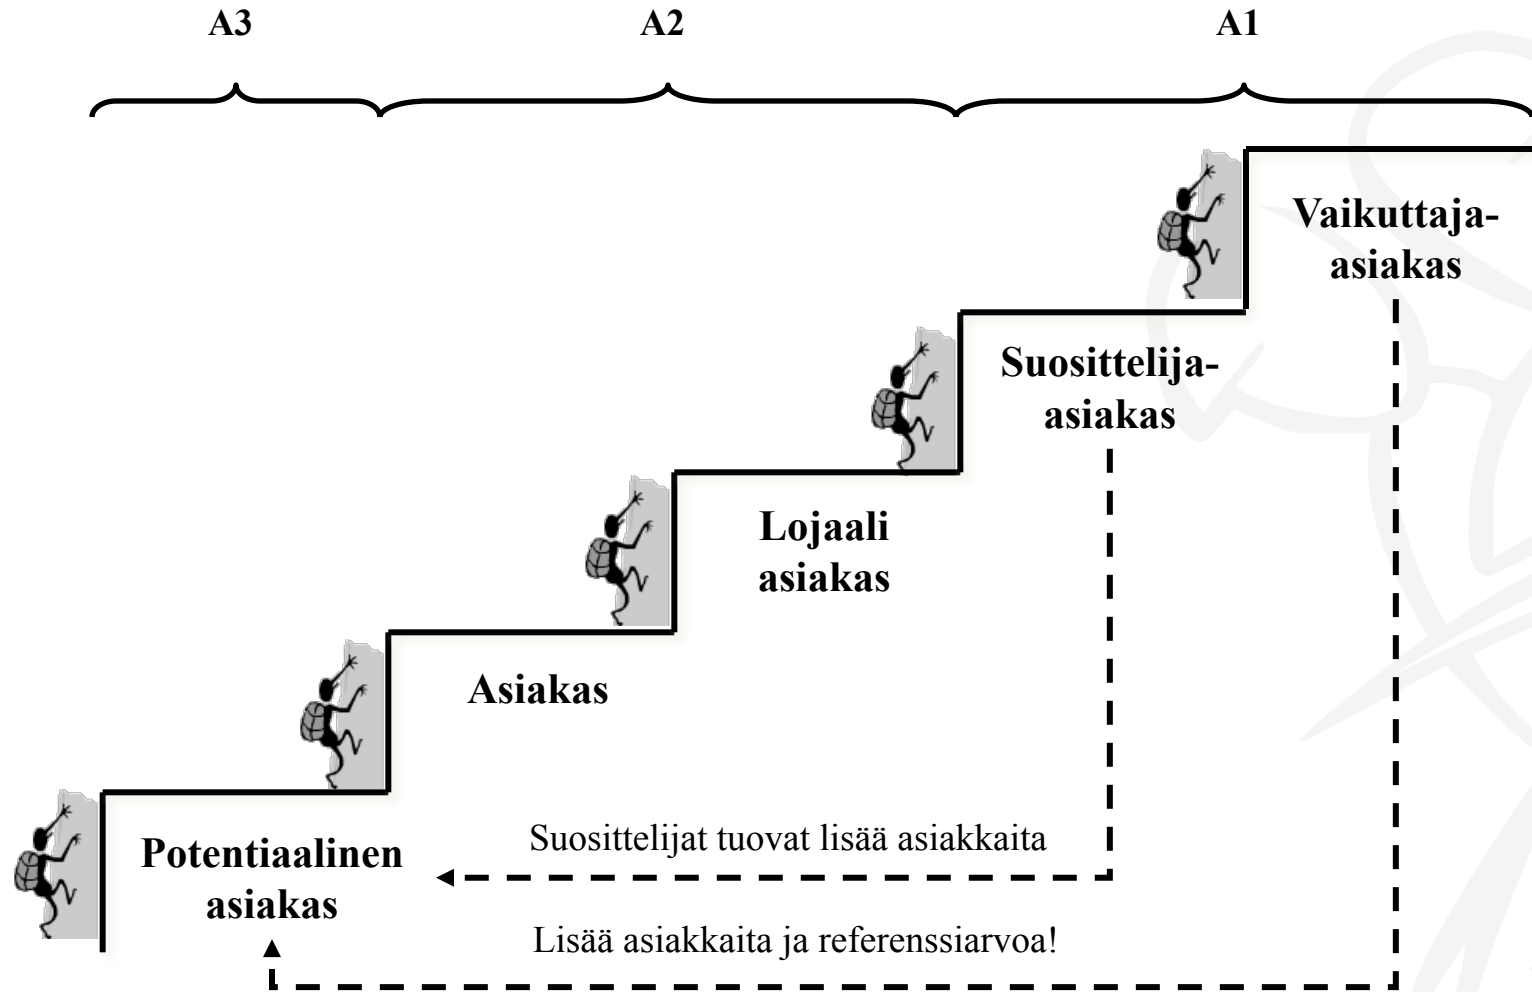 A3 A2 A1
Vaikuttaja-
asiakas
Suosittelija-
asiakas
Lojaali
asiakas
Asiakas
Suosittelijat tuovat lisää asiakkaita
Potentiaalinen
asiakas
Lisää asiakkaita ja referenssiarvoa!